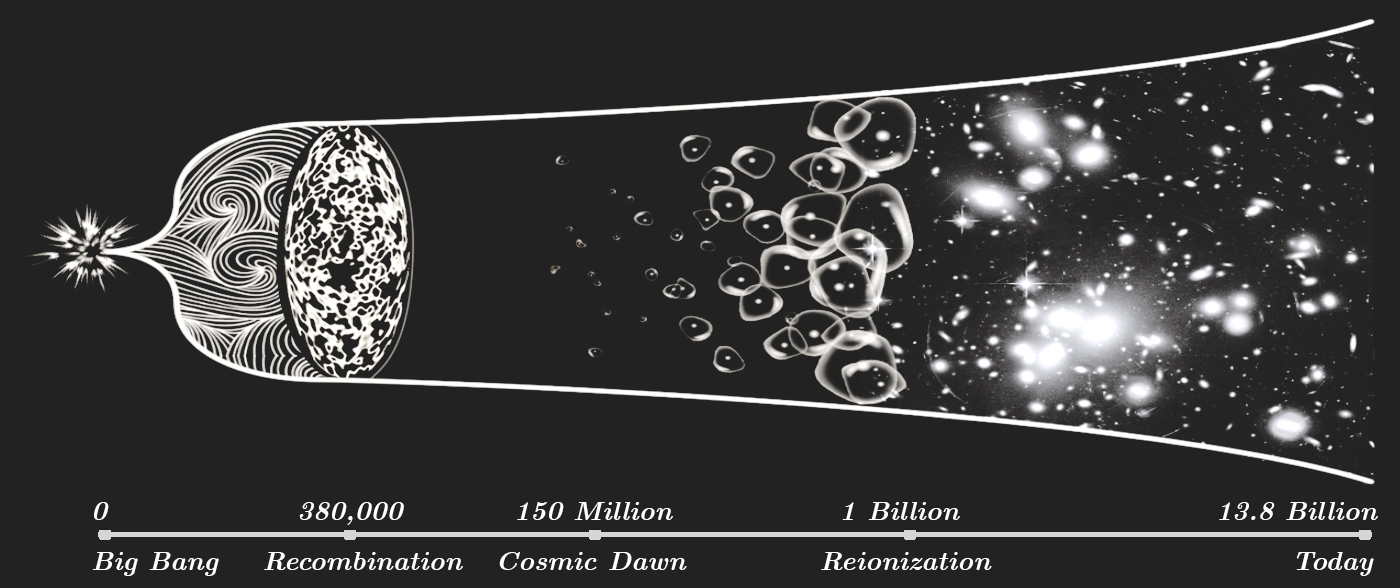 0 380,000 150 Million 1 Billion 13.8 Billion
Big Bang Recombination Cosmic Dawn Reionization Today